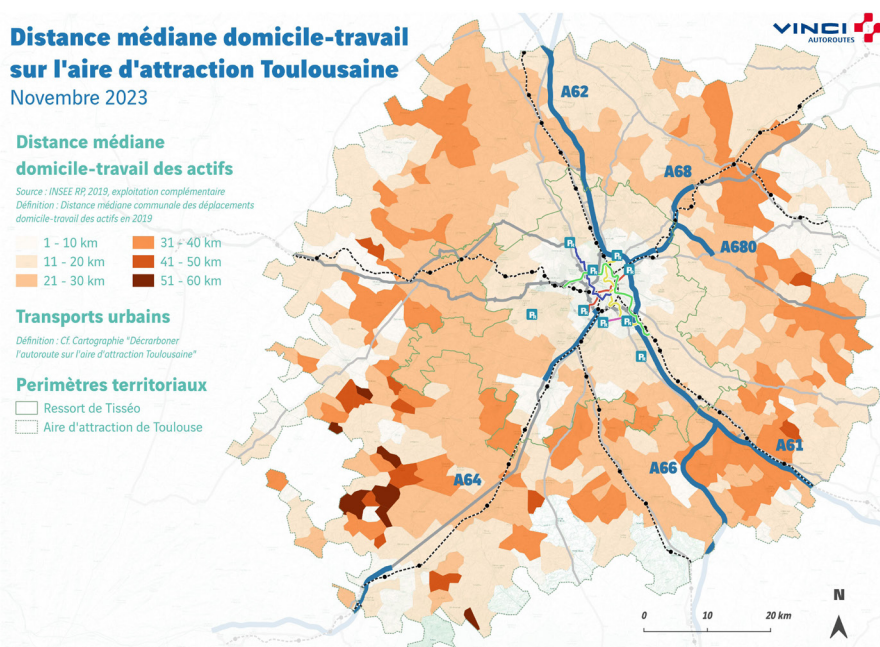 Distance médiane domicile-travail
sur l'aire d'attraction Toulousaine
Novembre 2023
VINCI
AUTOROUTES
Distance médiane
domicile-travail des actifs
Source : INSEE RP, 2019, exploitation complémentaire
Définition : Distance médiane communale des déplacements
domicile-travail des actifs en 2019
1 - 10 km
31 - 40 km
11 - 20 km
41 - 50 km
21 - 30 km
51 - 60 km
Transports urbains
Définition : Cf. Cartographie "Décarboner
l'autoroute sur l'aire d'attraction Toulousaine"
Perimètres territoriaux
Ressort de Tisséo
Aire d'attraction de Toulouse
A62
A68
A680
A61
A66
A64
N
0 10 20 km